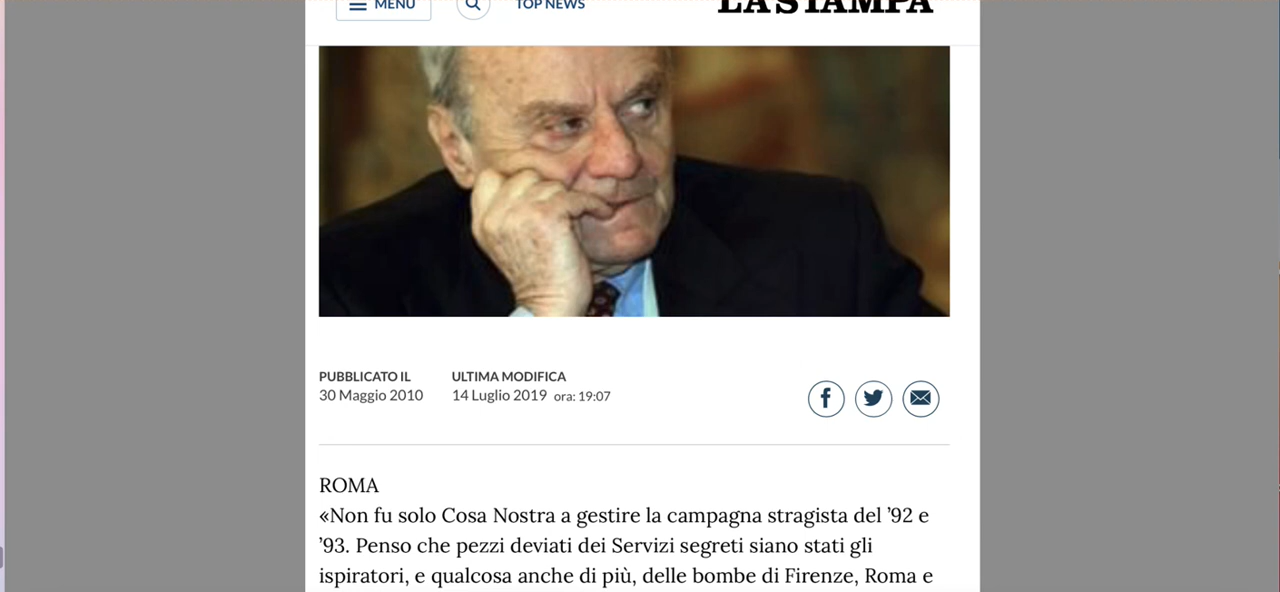 MENU
TOP NEWS
LA STAMPA
PUBBLICATO IL
ULTIMA MODIFICA
30 Maggio 2010
14 Luglio 2019 ora: 19:07
ROMA
«Non fu solo Cosa Nostra a gestire la campagna stragista del ’92 e
’93. Penso che pezzi deviati dei Servizi segreti siano stati gli
ispiratori, e qualcosa anche di più, delle bombe di Firenze, Roma e